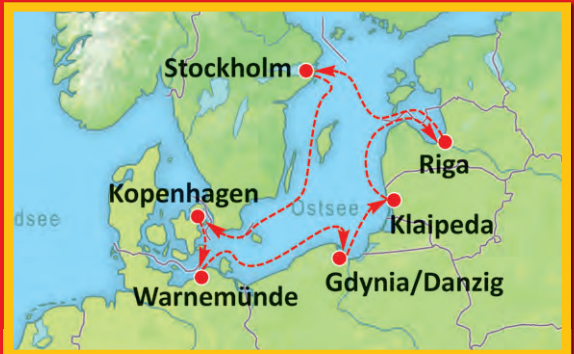 Stockholm
Riga
Kopenhagen
Ostsee
dsee
Klaipeda
Gdynia/Danzig
Warnemünde